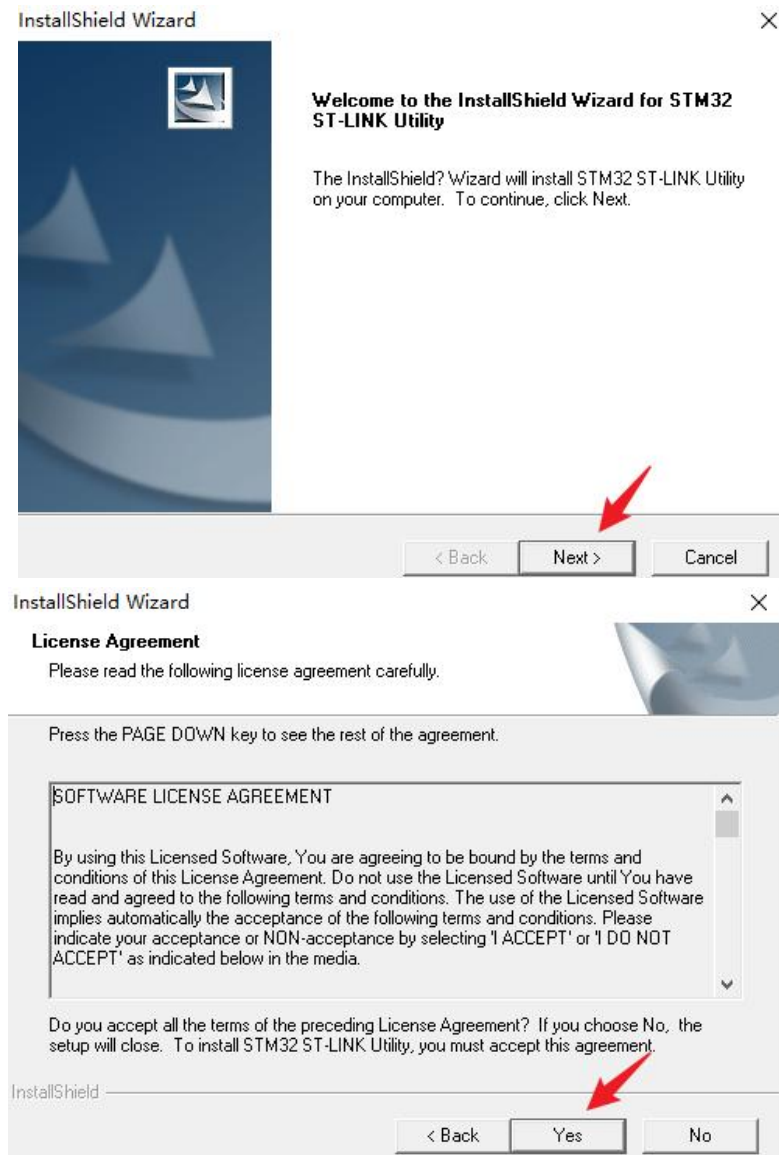 InstallShield Wizard
Welcome to the InstallShield Wizard for STM32
ST-LINK Utility
The InstallShield? Wizard will install STM32 ST-LINK Utility
on your computer.  To continue, click Next.
< Back
Next >
Cancel
InstallShield Wizard
License Agreement
Please read the following license agreement carefully.
Press the PAGE DOWN key to see the rest of the agreement.
SOFTWARE LICENSE AGREEMENT
By using this Licensed Software, You are agreeing to be bound by the terms and
conditions of this License Agreement. Do not use the Licensed Software until You have
read and agreed to the following terms and conditions. The use of the Licensed Software
implies automatically the acceptance of the following terms and conditions. Please
indicate your acceptance or NON-acceptance by selecting 'I ACCEPT' or 'I DO NOT
ACCEPT' as indicated below in the media.
Do you accept all the terms of the preceding License Agreement?  If you choose No,  the
setup will close.  To install STM32 ST-LINK Utility, you must accept this agreement.
InstallShield
< Back
Yes
No